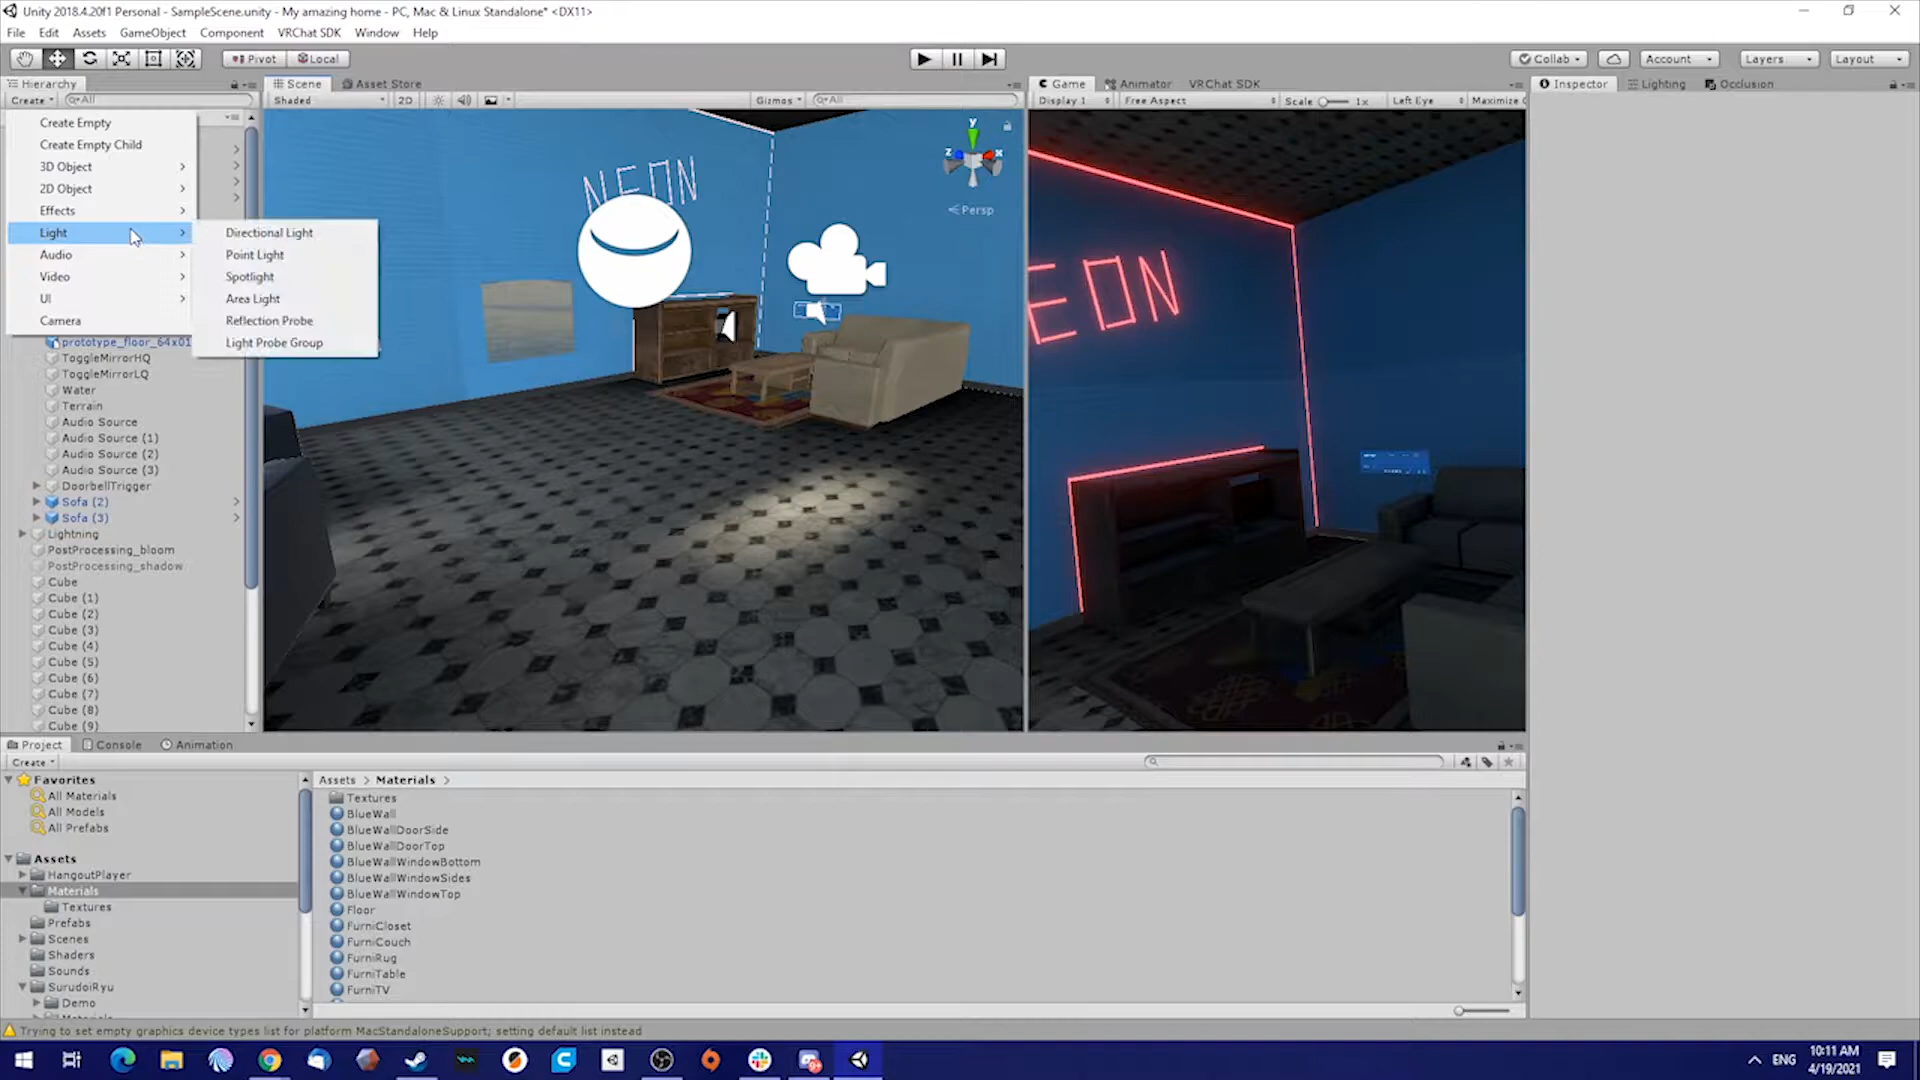 Unity 2018.4.20f1 Personal - SampleScene.unity - My amazing home - PC, Mac & Linux Standalone* <DX11>
File Edit Assets GameObject Component VRChat SDK Window Help
Pivot Local Collab Account Layers Layout
Hierarchy Scene Asset Store Game Animator VRChat SDK Inspector Lighting Occlusion
Create All Shaded 2D Gizmos All Display 1 Free Aspect Scale 1x Left Eye Maximize
Create Empty
Create Empty Child
3D Object
2D Object
Effects
Light
Audio
Video
UI
Camera
Directional Light
Point Light
Spotlight
Area Light
Reflection Probe
Light Probe Group
NEON
y
z x
Persp
EON
prototype_floor_64x01
ToggleMirrorHQ
ToggleMirrorLQ
Water
Terrain
Audio Source
Audio Source (1)
Audio Source (2)
Audio Source (3)
DoorbellTrigger
Sofa (2)
Sofa (3)
Lightning
PostProcessing_bloom
PostProcessing_shadow
Cube
Cube (1)
Cube (2)
Cube (3)
Cube (4)
Cube (5)
Cube (6)
Cube (7)
Cube (8)
Cube (9)
Project Console Animation
Create
Favorites
All Materials
All Models
All Prefabs
Assets
HangoutPlayer
Materials
Textures
Prefabs
Scenes
Shaders
Sounds
SurudoiRyu
Demo
Assets > Materials >
Textures
BlueWall
BlueWallDoorSide
BlueWallDoorTop
BlueWallWindowBottom
BlueWallWindowSides
BlueWallWindowTop
Floor
FurniCloset
FurniCouch
FurniRug
FurniTable
FurniTV
Trying to set empty graphics device types list for platform MacStandaloneSupport; setting default list instead
ENG
10:11 AM
4/19/2021